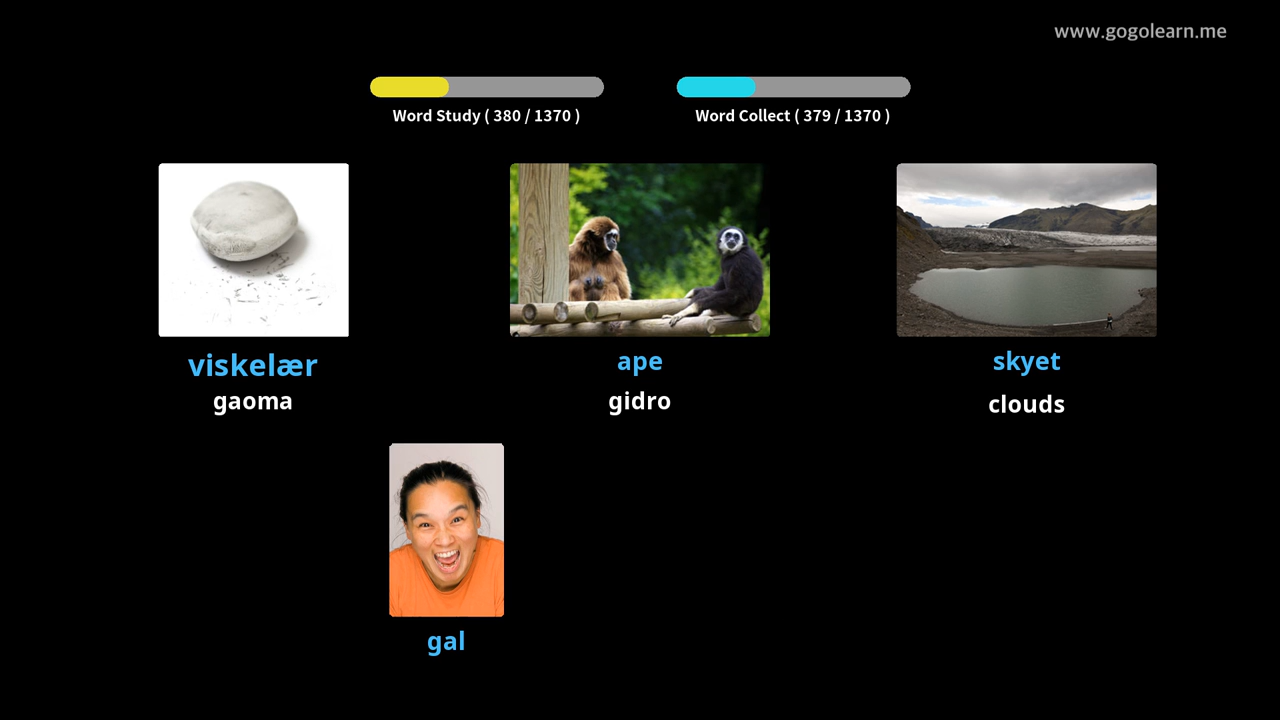 www.gogolearn.me
Word Study ( 380 / 1370 )
Word Collect ( 379 / 1370 )
viskelær
gaoma
ape
gidro
skyet
clouds
gal